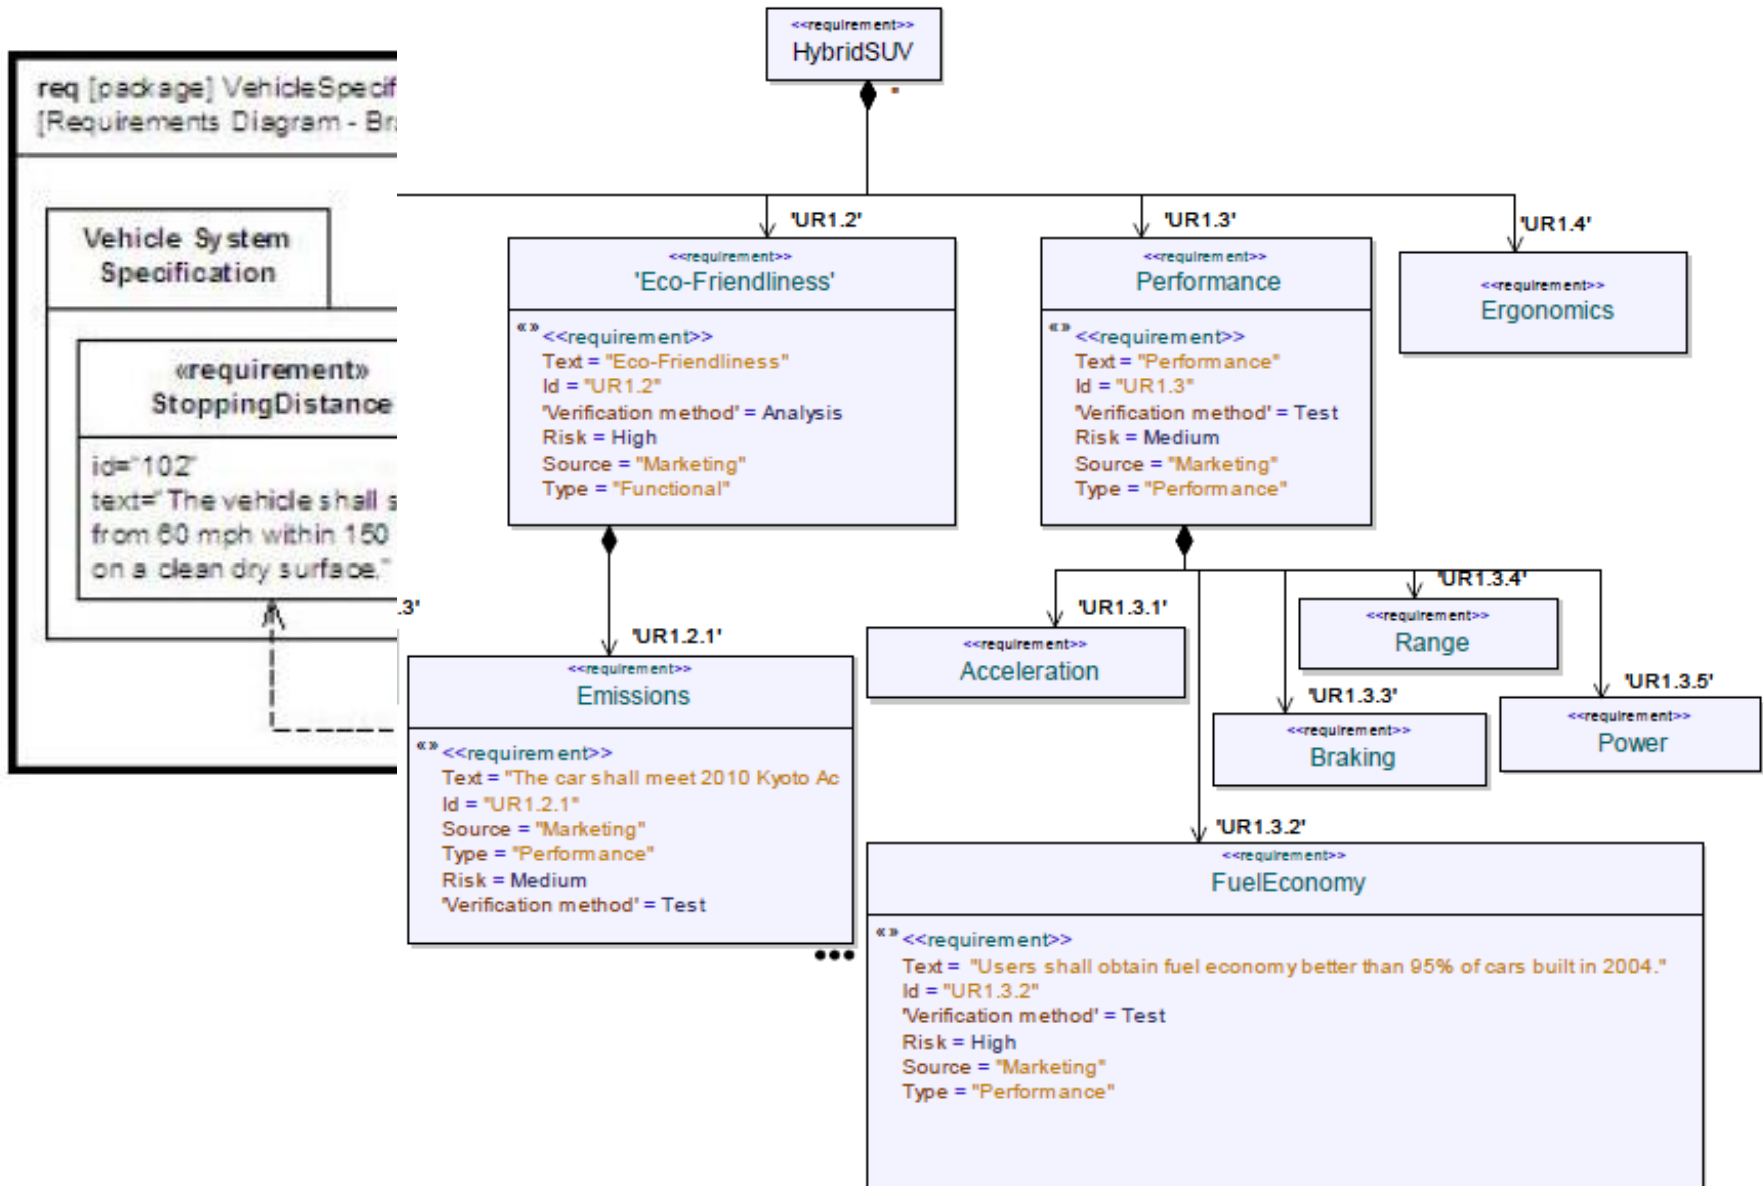 <<requirement>>
HybridSUV
req [package] VehicleSpecif
[Requirements Diagram - Bra
Vehicle System
Specification
«requirement»
StoppingDistance
id="102"
text="The vehicle shall s
from 60 mph within 150
on a clean dry surface."
.3'
'UR1.2'
<<requirement>>
'Eco-Friendliness'
«» <<requirement>>
Text = "Eco-Friendliness"
Id = "UR1.2"
'Verification method' = Analysis
Risk = High
Source = "Marketing"
Type = "Functional"
'UR1.3'
<<requirement>>
Performance
«» <<requirement>>
Text = "Performance"
Id = "UR1.3"
'Verification method' = Test
Risk = Medium
Source = "Marketing"
Type = "Performance"
'UR1.4'
<<requirement>>
Ergonomics
'UR1.2.1'
<<requirement>>
Emissions
«» <<requirement>>
Text = "The car shall meet 2010 Kyoto Ac
Id = "UR1.2.1"
Source = "Marketing"
Type = "Performance"
Risk = Medium
'Verification method' = Test
'UR1.3.1'
<<requirement>>
Acceleration
'UR1.3.4'
<<requirement>>
Range
'UR1.3.3'
<<requirement>>
Braking
'UR1.3.5'
<<requirement>>
Power
'UR1.3.2'
<<requirement>>
FuelEconomy
«» <<requirement>>
Text = "Users shall obtain fuel economy better than 95% of cars built in 2004."
Id = "UR1.3.2"
'Verification method' = Test
Risk = High
Source = "Marketing"
Type = "Performance"